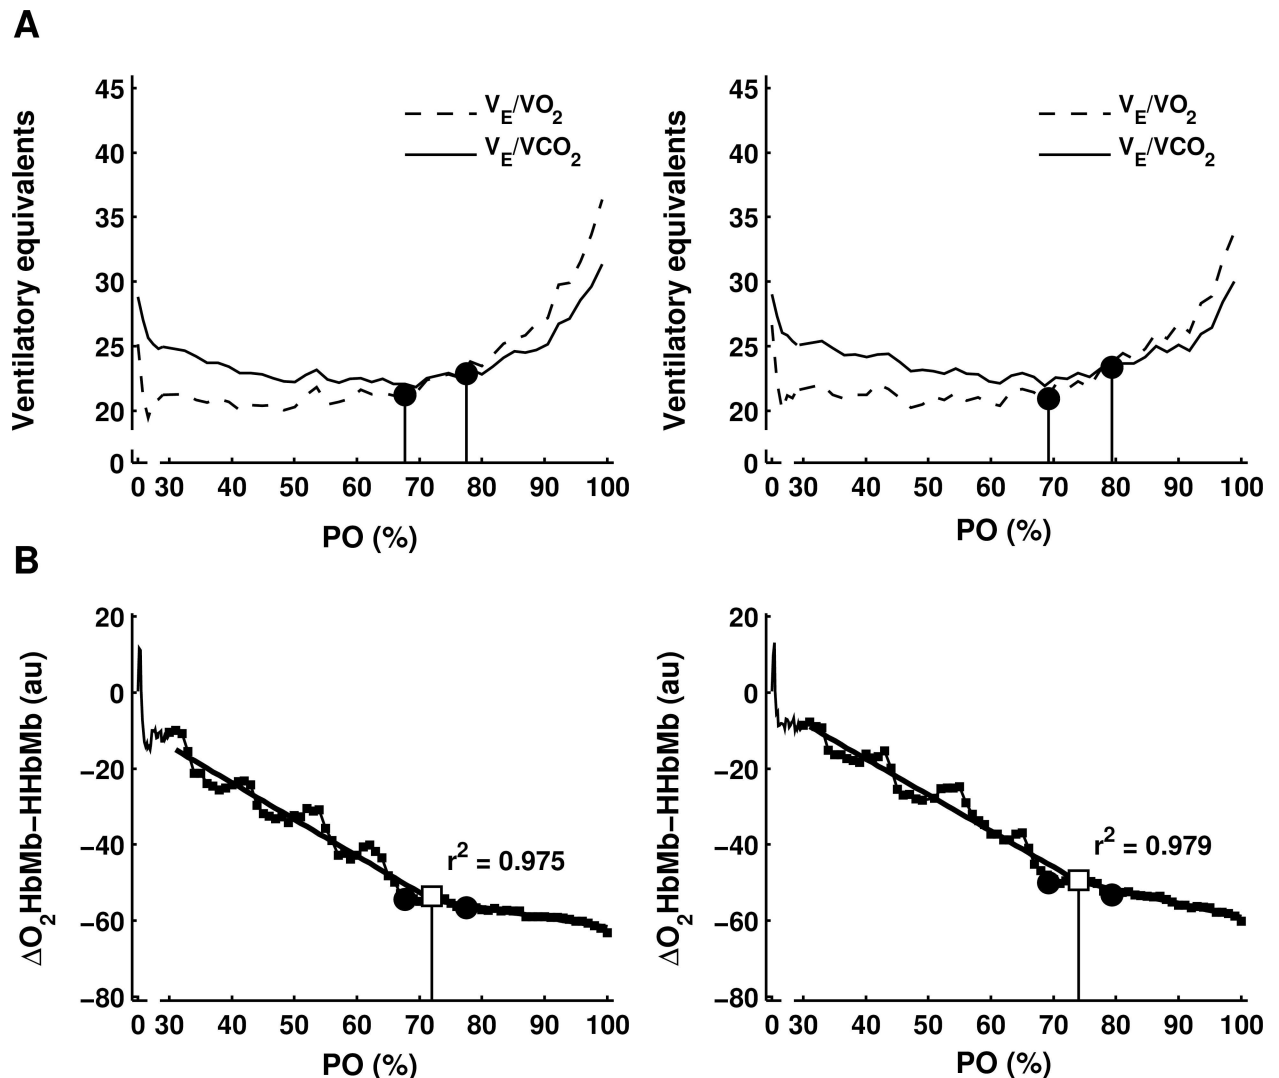 A
Ventilatory equivalents
45
40
35
30
25
20
0
V_E/VO_2
V_E/VCO_2
0 30 40 50 60 70 80 90 100
PO (%)
Ventilatory equivalents
45
40
35
30
25
20
0
V_E/VO_2
V_E/VCO_2
0 30 40 50 60 70 80 90 100
PO (%)
B
ΔO_2HbMb−HHbMb (au)
20
0
−20
−40
−60
−80
r^2 = 0.975
0 30 40 50 60 70 80 90 100
PO (%)
ΔO_2HbMb−HHbMb (au)
20
0
−20
−40
−60
−80
r^2 = 0.979
0 30 40 50 60 70 80 90 100
PO (%)